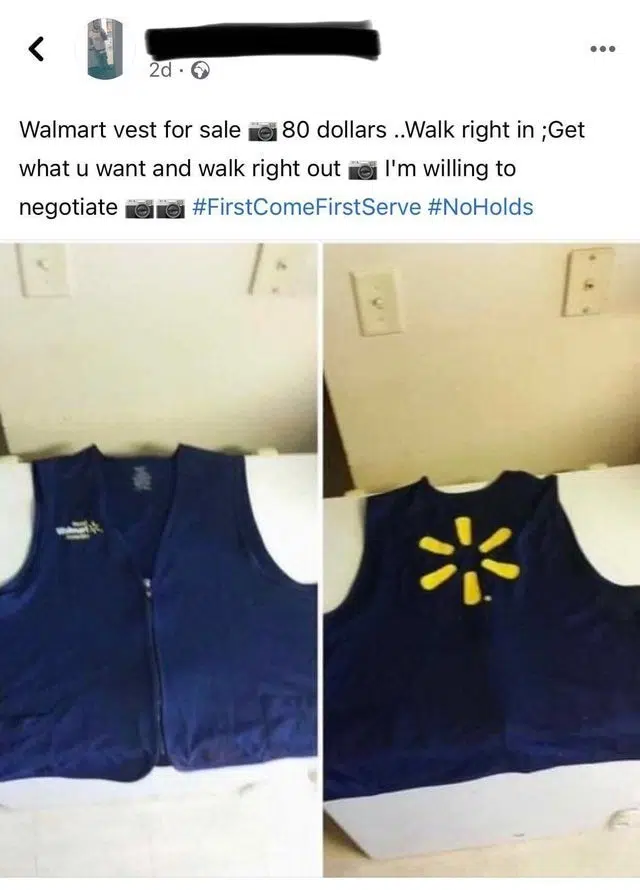 2d ·
Walmart vest for sale 📷 80 dollars ..Walk right in ;Get
what u want and walk right out 📷 I'm willing to
negotiate 📷📷 #FirstComeFirstServe #NoHolds
Walmart